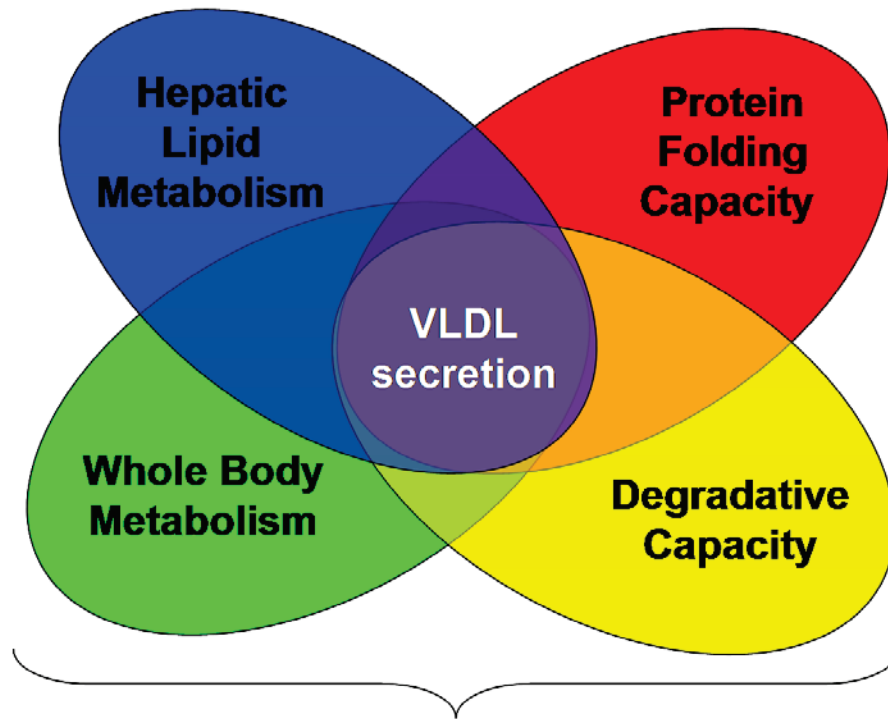 Hepatic
Lipid
Metabolism
Protein
Folding
Capacity
VLDL
secretion
Whole Body
Metabolism
Degradative
Capacity